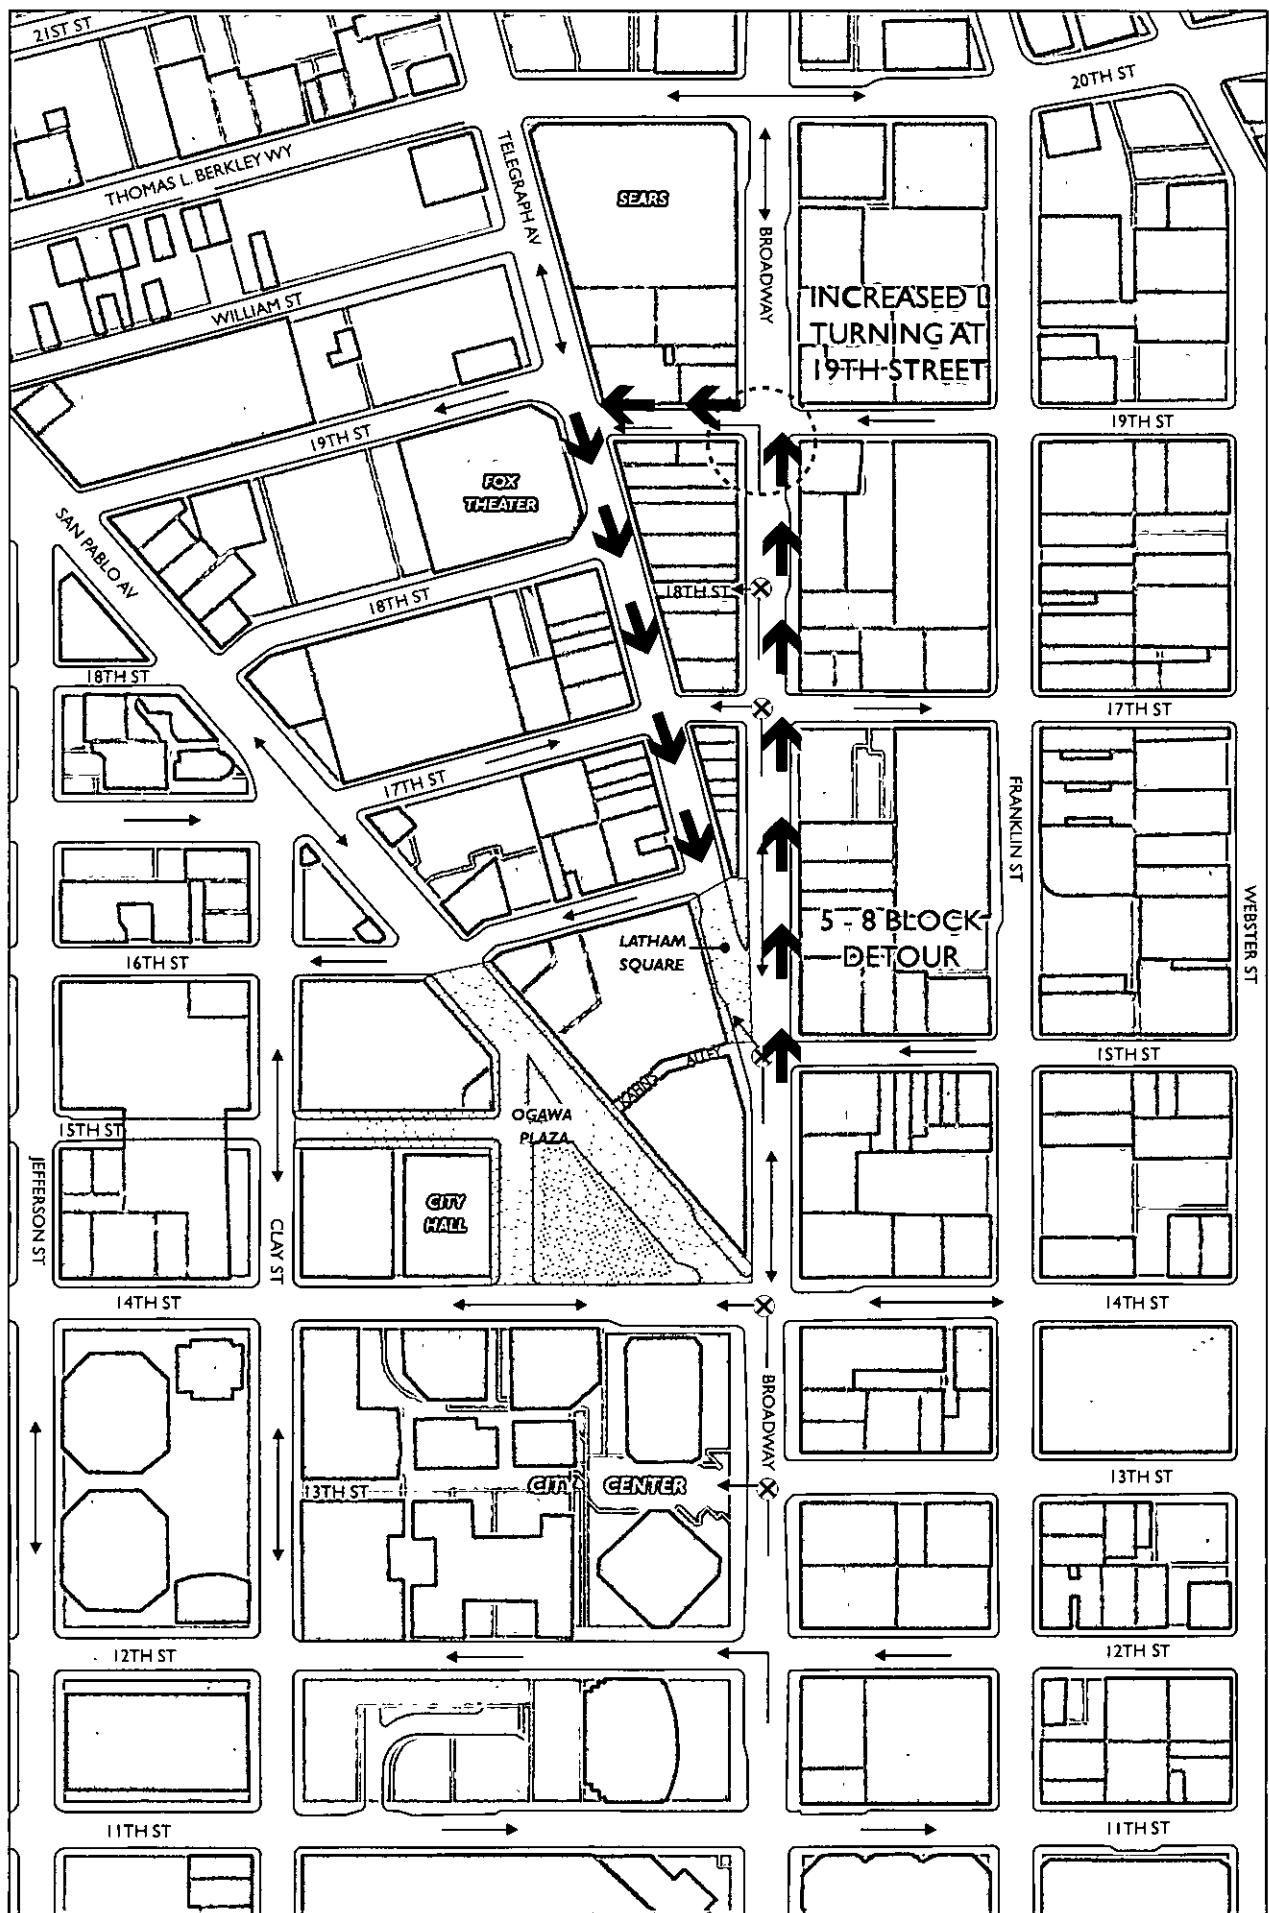 21ST ST
20TH ST
THOMAS L. BERKLEY WY
TELEGRAPH AV
SEARS
BROADWAY
WILLIAM ST
INCREASED L
TURNING AT
19TH STREET
19TH ST
19TH ST
FOX
THEATER
SAN PABLO AV
18TH ST
18TH ST
18TH ST
17TH ST
17TH ST
FRANKLIN ST
WEBSTER ST
5 - 8 BLOCK
DETOUR
LATHAM
SQUARE
16TH ST
15TH ST
KAHN'S
ALLEY
OGAWA
PLAZA
15TH ST
JEFFERSON ST
CLAY ST
CITY
HALL
14TH ST
14TH ST
BROADWAY
13TH ST
13TH ST
CITY CENTER
12TH ST
12TH ST
11TH ST
11TH ST